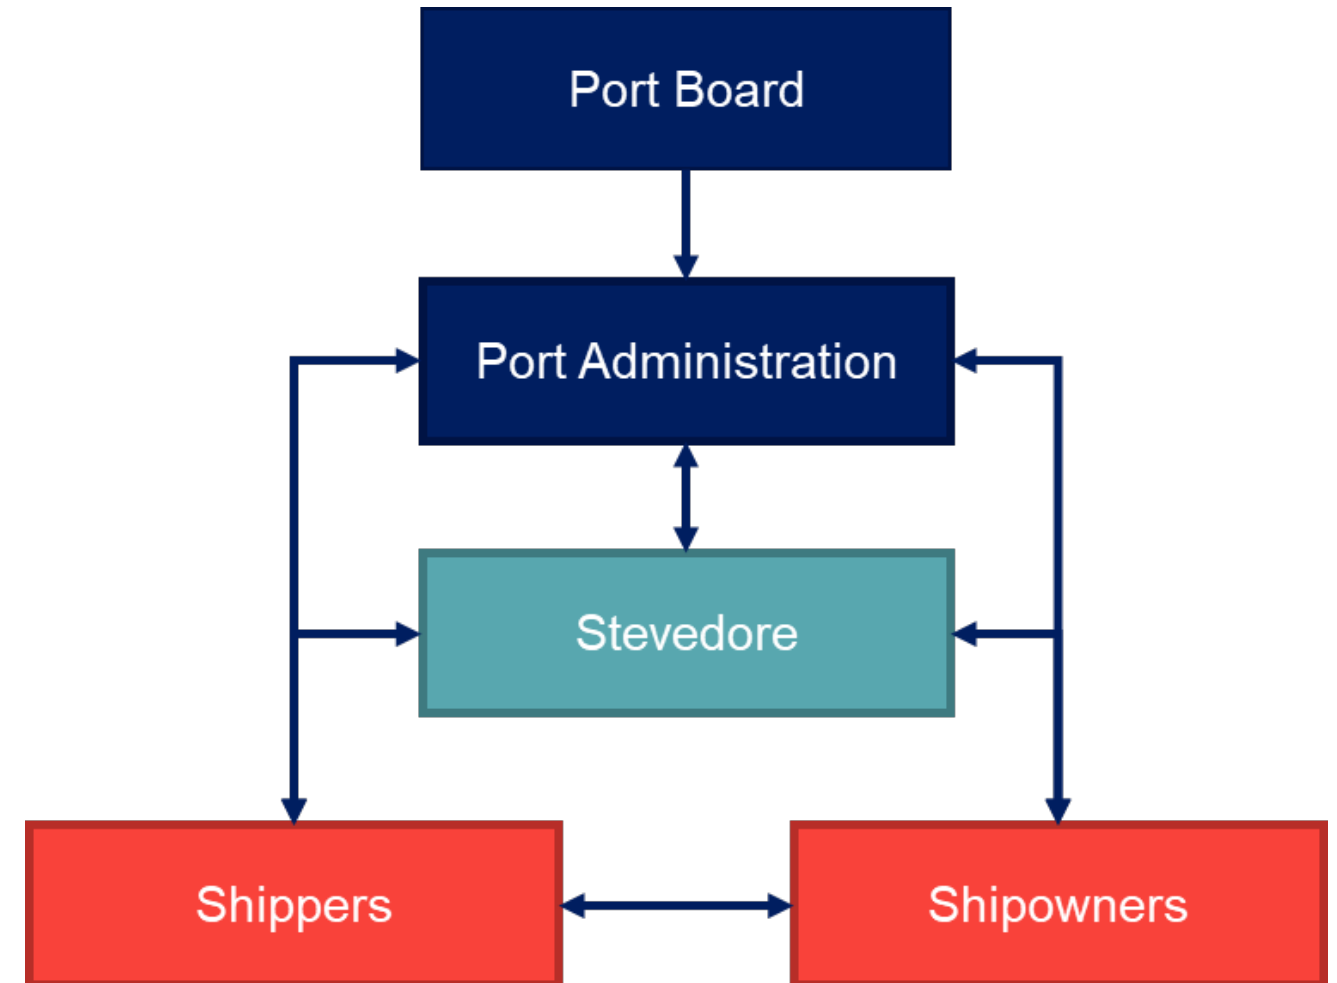 Port Board
Port Administration
Stevedore
Shippers
Shipowners